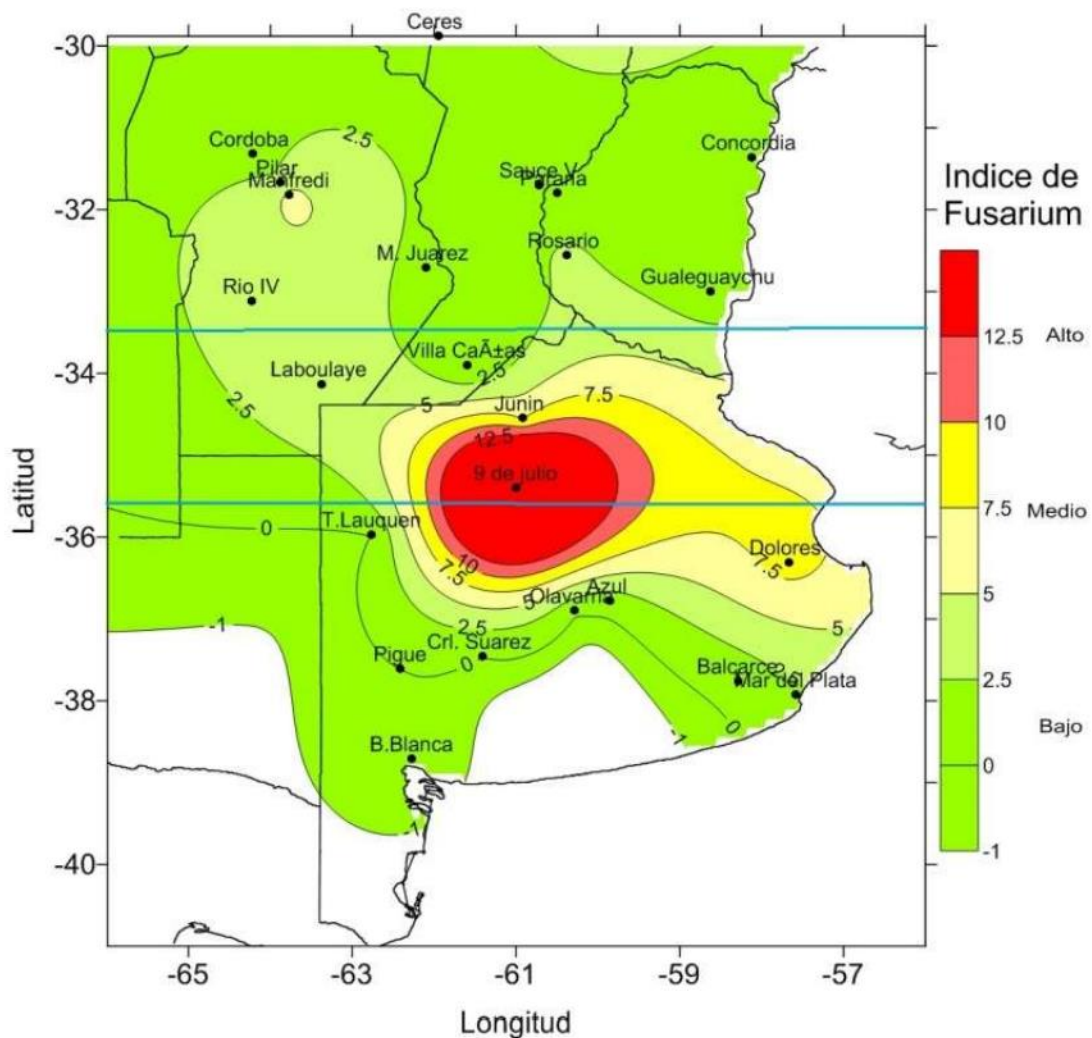 Ceres
-30
Cordoba
Concordia
Pilar
Manfredi
Sauce V.
Parana
2.5
Indice de
Fusarium
-32
M. Juarez
Rosario
Gualeguaychu
Rio IV
12.5
Alto
Villa CaÃ±as
2.5
-34
Laboulaye
2.5
5
7.5
Junin
10
12.5
9 de julio
7.5
Medio
T.Lauquen
0
-36
Dolores
7.5
10
7.5
5
Olavarria
Azul
5
2.5
-1
Crl. Suarez
0
Pigue
Balcarce
2.5
Mar del Plata
2.5
-38
0
-1
Bajo
B.Blanca
0
-1
-1
-40
-65
-63
-61
-59
-57
Latitud
Longitud